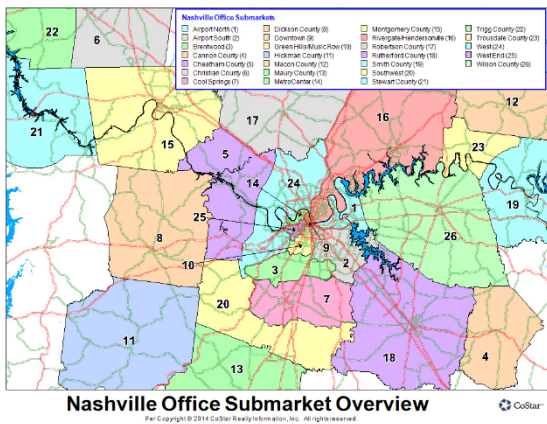 Nashville Office Submarkets
Airport North (1)
Airport South (2)
Brentwood (3)
Cannon County (4)
Cheatham County (5)
Christian County (6)
Cool Springs (7)
Dickson County (8)
Downtown (9)
Green Hills/Music Row (10)
Hickman County (11)
Macon County (12)
Maury County (13)
MetroCenter (14)
Montgomery County (15)
Rivergate/Hendersonville (16)
Robertson County (17)
Rutherford County (18)
Smith County (19)
Southwest (20)
Stewart County (21)
Trigg County (22)
Trousdale County (23)
West (24)
West End (25)
Wilson County (26)
22
6
12
17
16
21
15
23
5
14
24
19
1
25
8
26
9
10
2
3
7
20
11
18
4
13
Nashville Office Submarket Overview
CoStar
Per Copyright © 2014 CoStar Realty Information, Inc. All rights reserved.